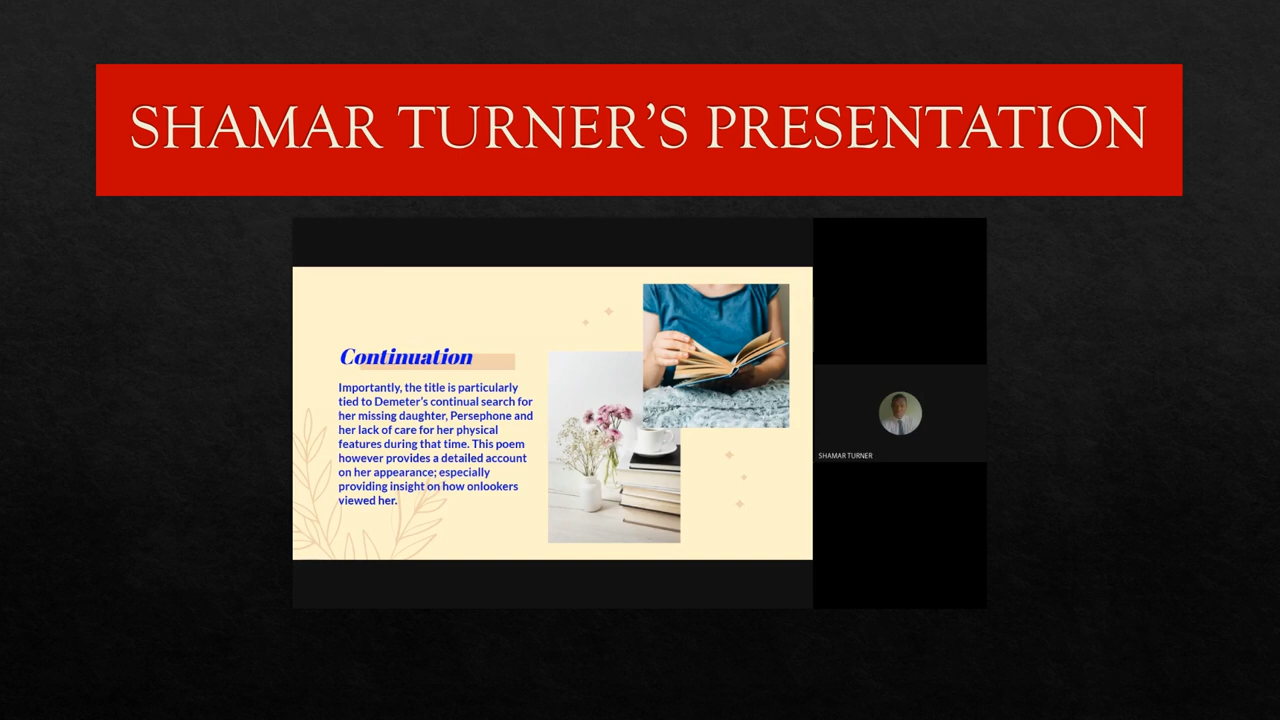 SHAMAR TURNER’S PRESENTATION
Continuation
Importantly, the title is particularly
tied to Demeter's continual search for
her missing daughter, Persephone and
her lack of care for her physical
features during that time. This poem
however provides a detailed account
on her appearance; especially
providing insight on how onlookers
viewed her.
SHAMAR TURNER